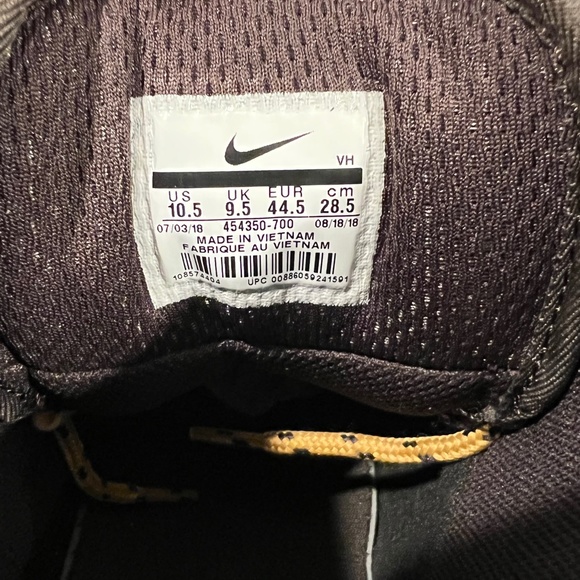 VH
US UK EUR cm
10.5 9.5 44.5 28.5
07/03/18 454350-700 08/18/18
MADE IN VIETNAM
FABRIQUE AU VIETNAM
108574404 UPC 00886059241591